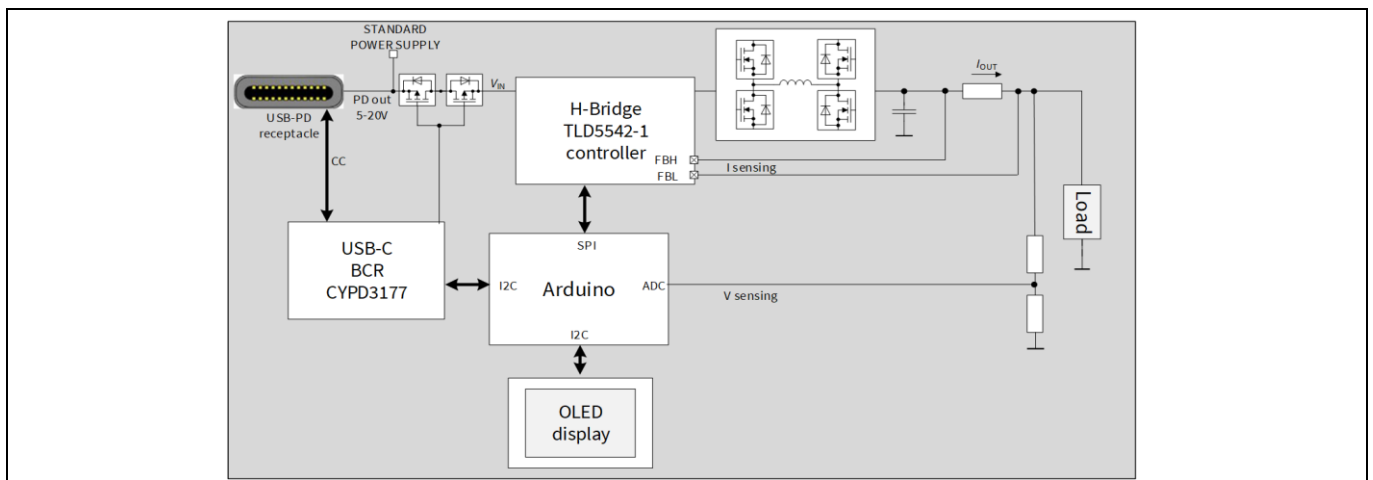 STANDARD
POWER SUPPLY
USB-PD
receptacle
PD out
5-20V
VIN
H-Bridge
TLD5542-1
controller
FBH
FBL
I sensing
IOUT
Load
CC
USB-C
BCR
CYPD3177
SPI
I2C
Arduino
ADC
I2C
V sensing
OLED
display